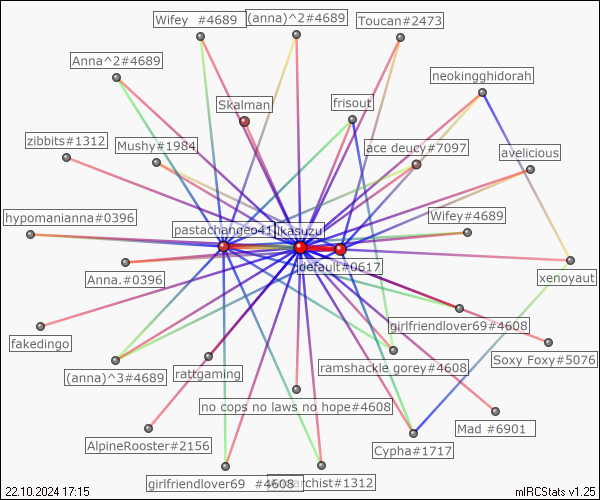 Wifey  #4689
(anna)^2#4689
Toucan#2473
Anna^2#4689
neokingghidorah
Skalman
frisout
zibbits#1312
Mushy#1984
ace deucy#7097
avelicious
hypomanianna#0396
pastachangeo41
ikasuzu
Wifey#4689
Anna.#0396
default#0617
xenoyaut
girlfriendlover69#4608
fakedingo
(anna)^3#4689
rattgaming
ramshackle gorey#4608
Soxy Foxy#5076
no cops no laws no hope#4608
AlpineRooster#2156
Cypha#1717
Mad #6901
girlfriendlover69  #4608
archist#1312
22.10.2024 17:15
mIRCStats v1.25